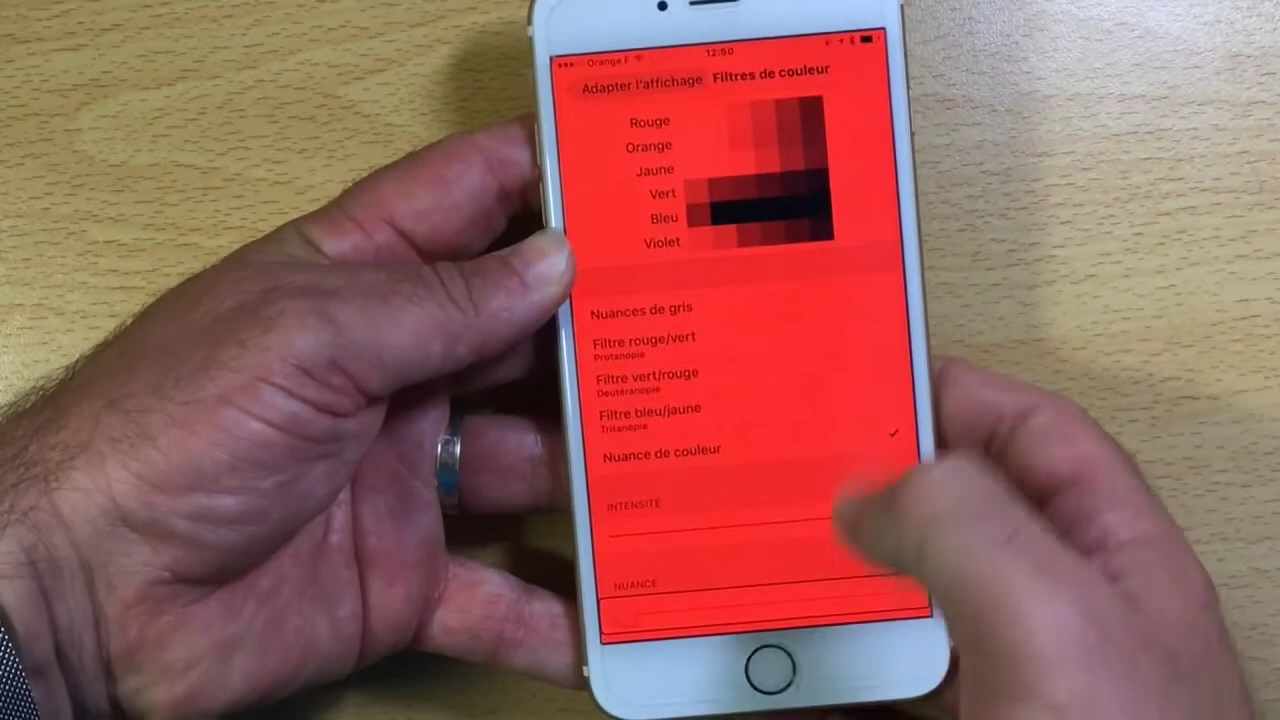 Orange F 12:50
Adapter l'affichage Filtres de couleur
Rouge
Orange
Jaune
Vert
Bleu
Violet
Nuances de gris
Filtre rouge/vert
Protanopie
Filtre vert/rouge
Deutéranopie
Filtre bleu/jaune
Tritanopie
Nuance de couleur
INTENSITÉ
NUANCE